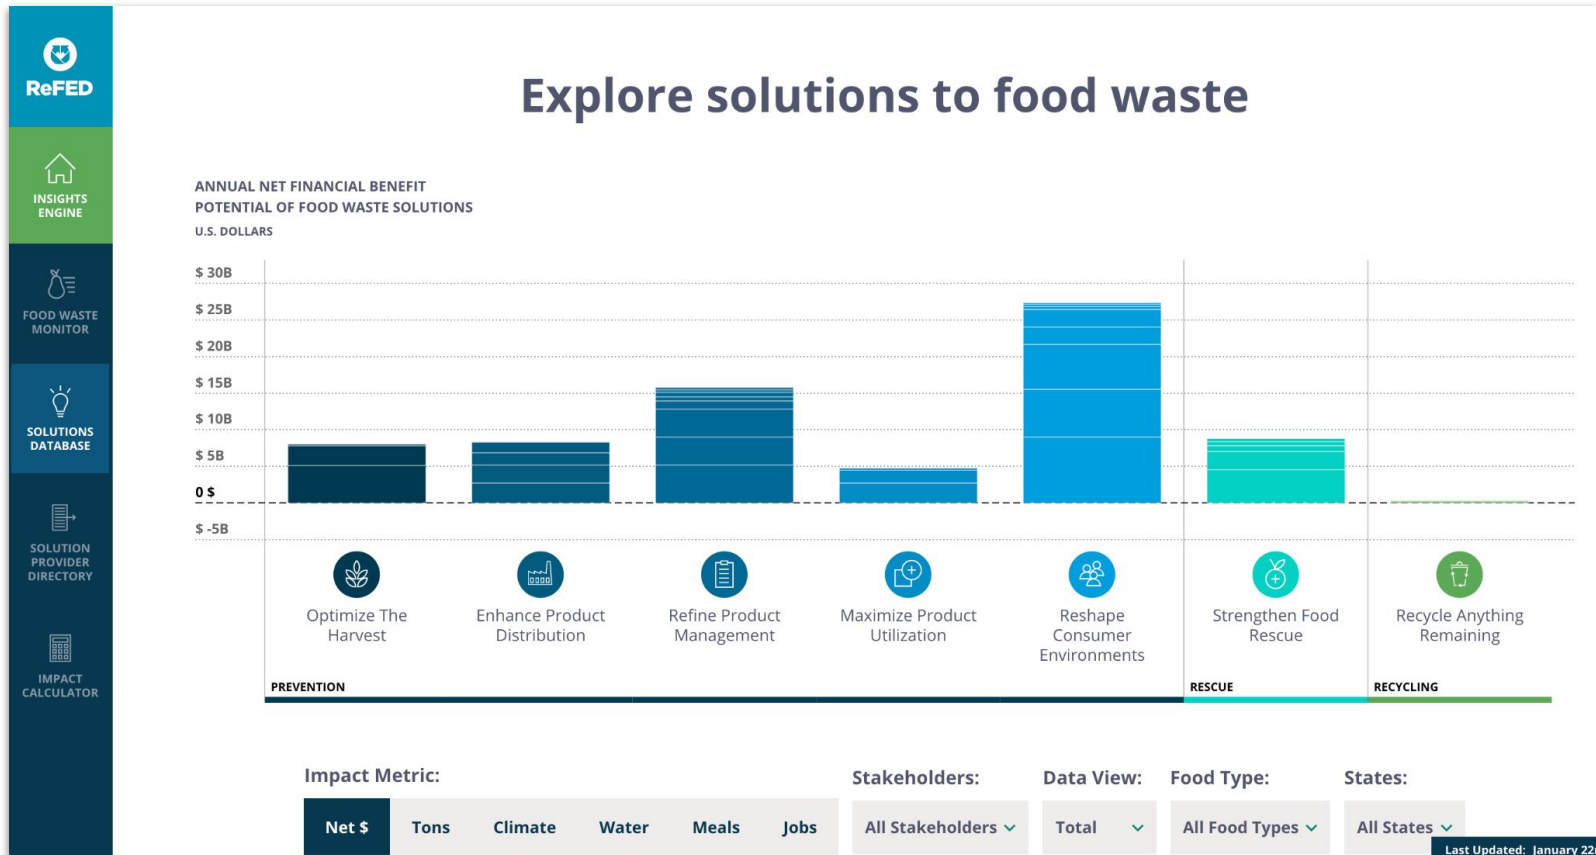 ReFED
INSIGHTS
ENGINE
FOOD WASTE
MONITOR
SOLUTIONS
DATABASE
SOLUTION
PROVIDER
DIRECTORY
IMPACT
CALCULATOR
Explore solutions to food waste
ANNUAL NET FINANCIAL BENEFIT
POTENTIAL OF FOOD WASTE SOLUTIONS
U.S. DOLLARS
$ 30B
$ 25B
$ 20B
$ 15B
$ 10B
$ 5B
0 $
$ -5B
Optimize The
Harvest
Enhance Product
Distribution
Refine Product
Management
Maximize Product
Utilization
Reshape
Consumer
Environments
Strengthen Food
Rescue
Recycle Anything
Remaining
PREVENTION
RESCUE
RECYCLING
Impact Metric:
Net $ Tons Climate Water Meals Jobs
Stakeholders:
All Stakeholders
Data View:
Total
Food Type:
All Food Types
States:
All States
Last Updated: January 22